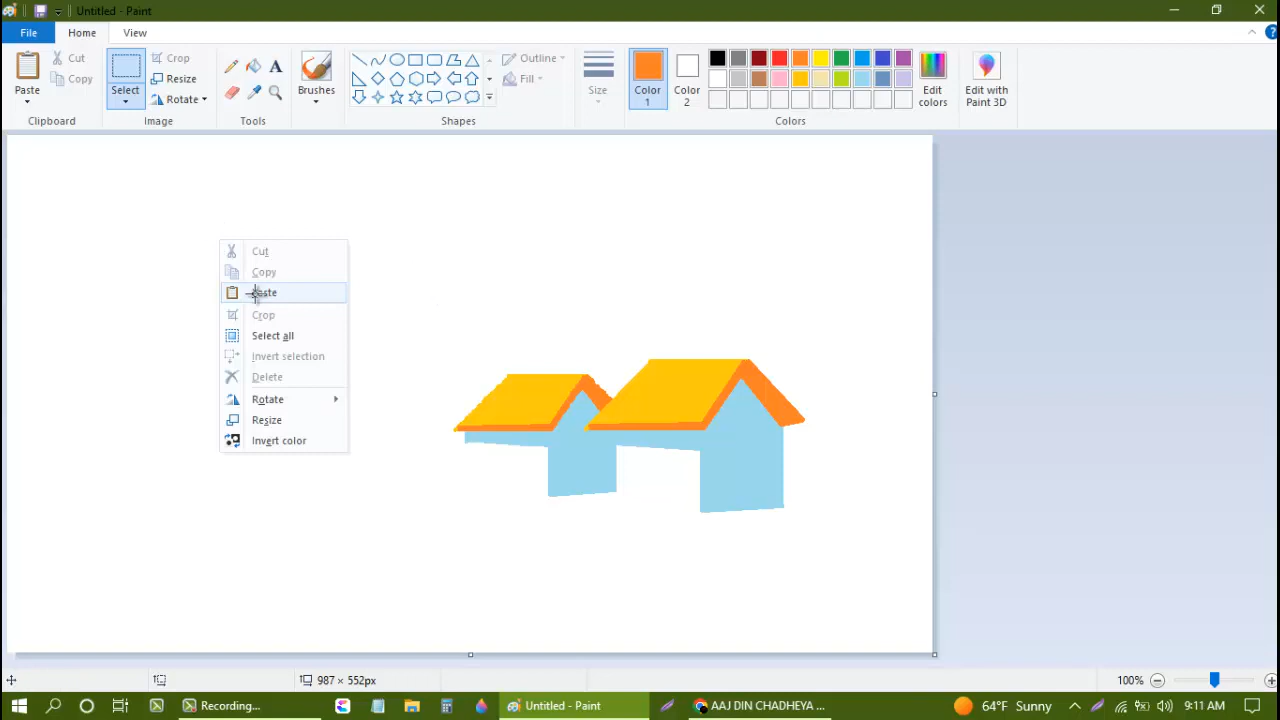 Untitled - Paint
File
Home
View
Paste
Cut
Copy
Clipboard
Select
Crop
Resize
Rotate
Image
Tools
Brushes
Outline
Fill
Shapes
Size
Color 1
Color 2
Edit colors
Colors
Edit with Paint 3D
Cut
Copy
Crop
Select all
Invert selection
Delete
Rotate
Resize
Invert color
987 × 552px
100%
Recording...
Untitled - Paint
AAJ DIN CHADHEYA ...
64°F Sunny
9:11 AM